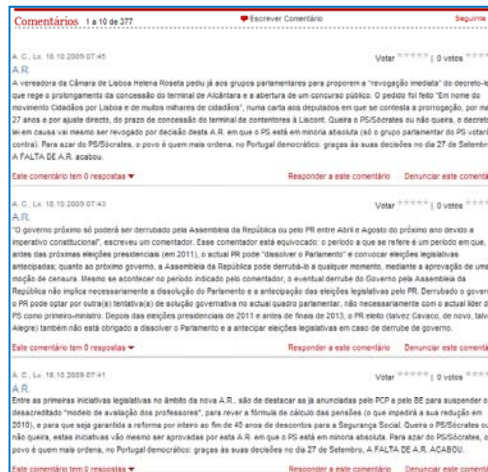 Comentários 1 a 10 de 377 Escrever Comentário Seguinte
A. C., Lx. 18.10.2009 07:45 Votar ***** | 0 votos *****
A.R.
A vereadora da Câmara de Lisboa Helena Roseta pediu já aos grupos parlamentares para proporem a "revogação imediata" do decreto-le
que rege o prolongamento da concessão do terminal de Alcântara e a abertura de um concurso público. O pedido foi feito "Em nome do
movimento Cidadãos por Lisboa e de muitos milhares de cidadãos", numa carta aos deputados em que se contesta a prorrogação, por ma
27 anos e por ajuste directo, do prazo de concessão do terminal de contentores à Liscont. Queira o PS/Sócrates ou não queira, o decret
lei em causa vai mesmo ser revogado por decisão desta A.R. em que o PS está em minoria absoluta (só o grupo parlamentar do PS votari
contra). Para azar do PS/Sócrates, o povo é quem mais ordena, no Portugal democrático: graças às suas decisões no dia 27 de Setembr
A FALTA DE A.R. acabou.
Este comentário tem 0 respostas Responder a este comentário Denunciar este comentá
A. C., Lx. 18.10.2009 07:43 Votar ***** | 0 votos *****
A.R.
"O governo próximo só poderá ser derrubado pela Assembleia da República ou pelo PR entre Abril e Agosto do próximo ano devido a
imperativo constitucional", escreveu um comentador. Esse comentador está equivocado: o período a que se refere é um período em que,
antes das próximas eleições presidenciais (em 2011), o actual PR pode "dissolver o Parlamento" e convocar eleições legislativas
antecipadas; quanto ao próximo governo, a Assembleia da República pode derrubá-lo a qualquer momento, mediante a aprovação de uma
moção de censura. Mesmo se acontecer no período indicado pelo comentador, o eventual derrube do Governo pela Assembleia da
República não implica necessariamente a dissolução do Parlamento e a antecipação das eleições legislativas pelo PR. Derrubado o govern
o PR pode optar por outra(s) tentativa(s) de solução governativa no actual quadro parlamentar, não necessariamente com o actual líder d
PS como primeiro-ministro. Depois das eleições presidenciais de 2011 e antes de finais de 2013, o PR eleito (talvez Cavaco, de novo, talv
Alegre) também não está obrigado a dissolver o Parlamento e a antecipar eleições legislativas em caso de derrube do governo.
Este comentário tem 0 respostas Responder a este comentário Denunciar este comentá
A. C., Lx. 18.10.2009 07:41 Votar ***** | 0 votos *****
A.R.
Entre as primeiras iniciativas legislativas no âmbito da nova A.R., são de destacar as já anunciadas pelo PCP e pelo BE para suspender o
desacreditado "modelo de avaliação dos professores", para rever a fórmula de cálculo das pensões (o que impedirá a sua redução em
2010), e para que seja garantida a reforma por inteiro ao fim de 40 anos de descontos para a Segurança Social. Queira o PS/Sócrates ou
não queira, estas iniciativas vão mesmo ser aprovadas por esta A.R. em que o PS está em minoria absoluta. Para azar do PS/Sócrates, o
povo é quem mais ordena, no Portugal democrático: graças às suas decisões no dia 27 de Setembro, A FALTA DE A.R. ACABOU.
Este comentário tem 0 respostas Responder a este comentário Denunciar este comentá